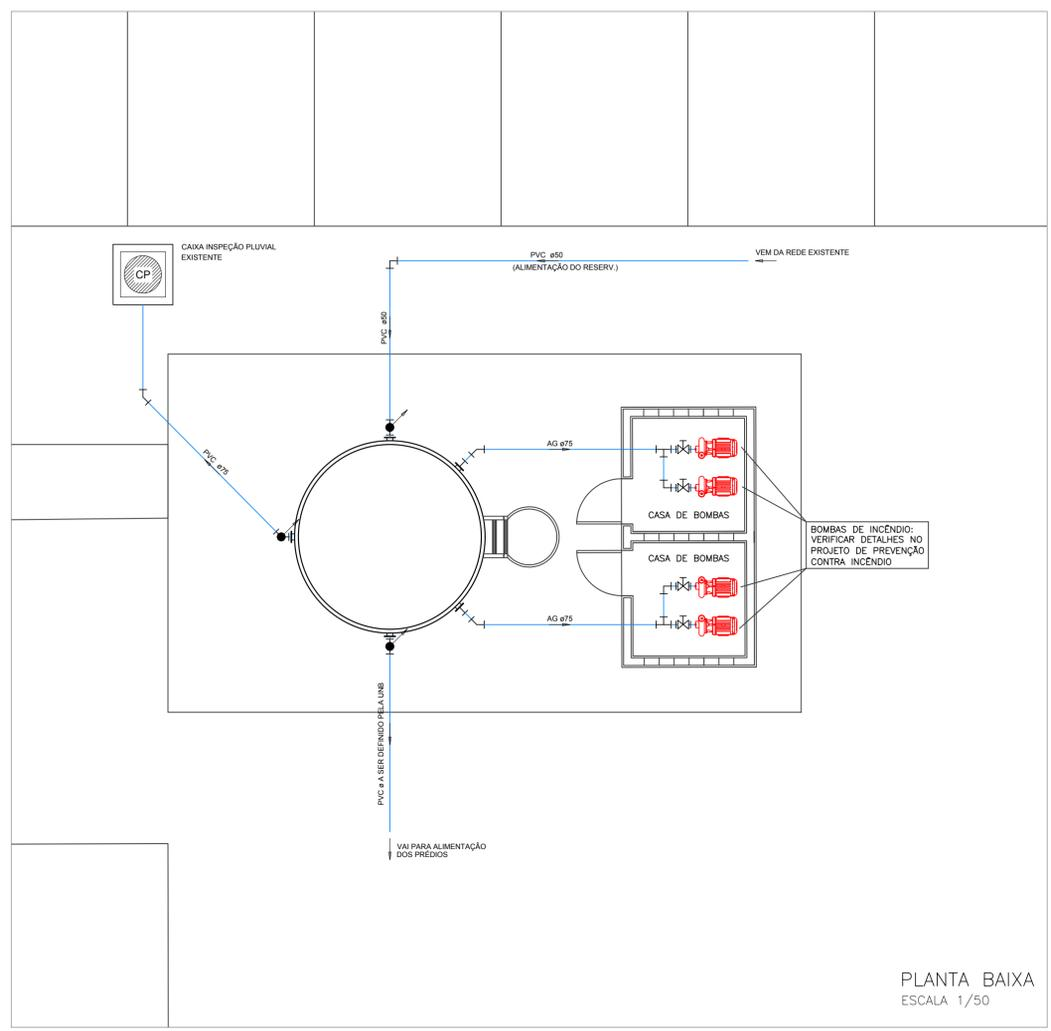 CAIXA INSPEÇÃO PLUVIAL
EXISTENTE
CP
PVC ø50
(ALIMENTAÇÃO DO RESERV.)
VEM DA REDE EXISTENTE
PVC ø50
PVC ø75
AG ø75
CASA DE BOMBAS
CASA DE BOMBAS
BOMBAS DE INCÊNDIO:
VERIFICAR DETALHES NO
PROJETO DE PREVENÇÃO
CONTRA INCÊNDIO
AG ø75
PVC ø A SER DEFINIDO PELA UNB
VAI PARA ALIMENTAÇÃO
DOS PRÉDIOS
PLANTA BAIXA
ESCALA 1/50